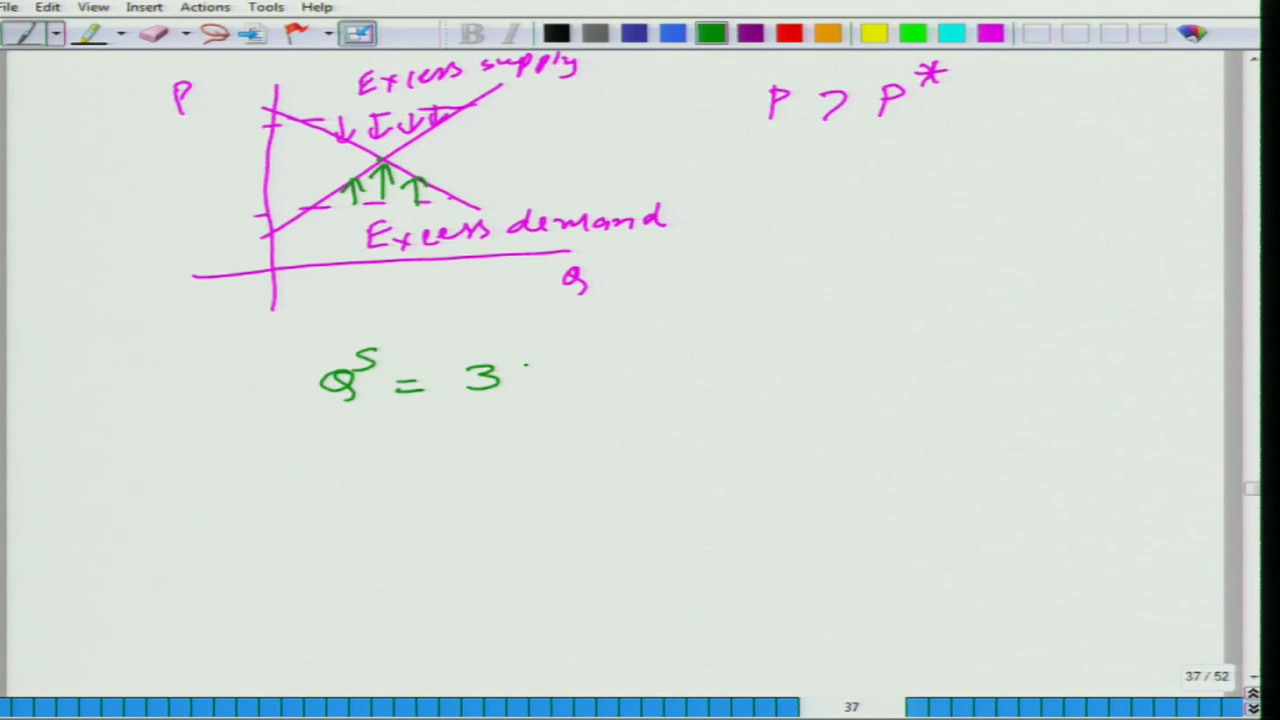 File Edit View Insert Actions Tools Help
B I
P
Excess supply
P > P*
Excess demand
Q
Q^S = 3
37 / 52
37